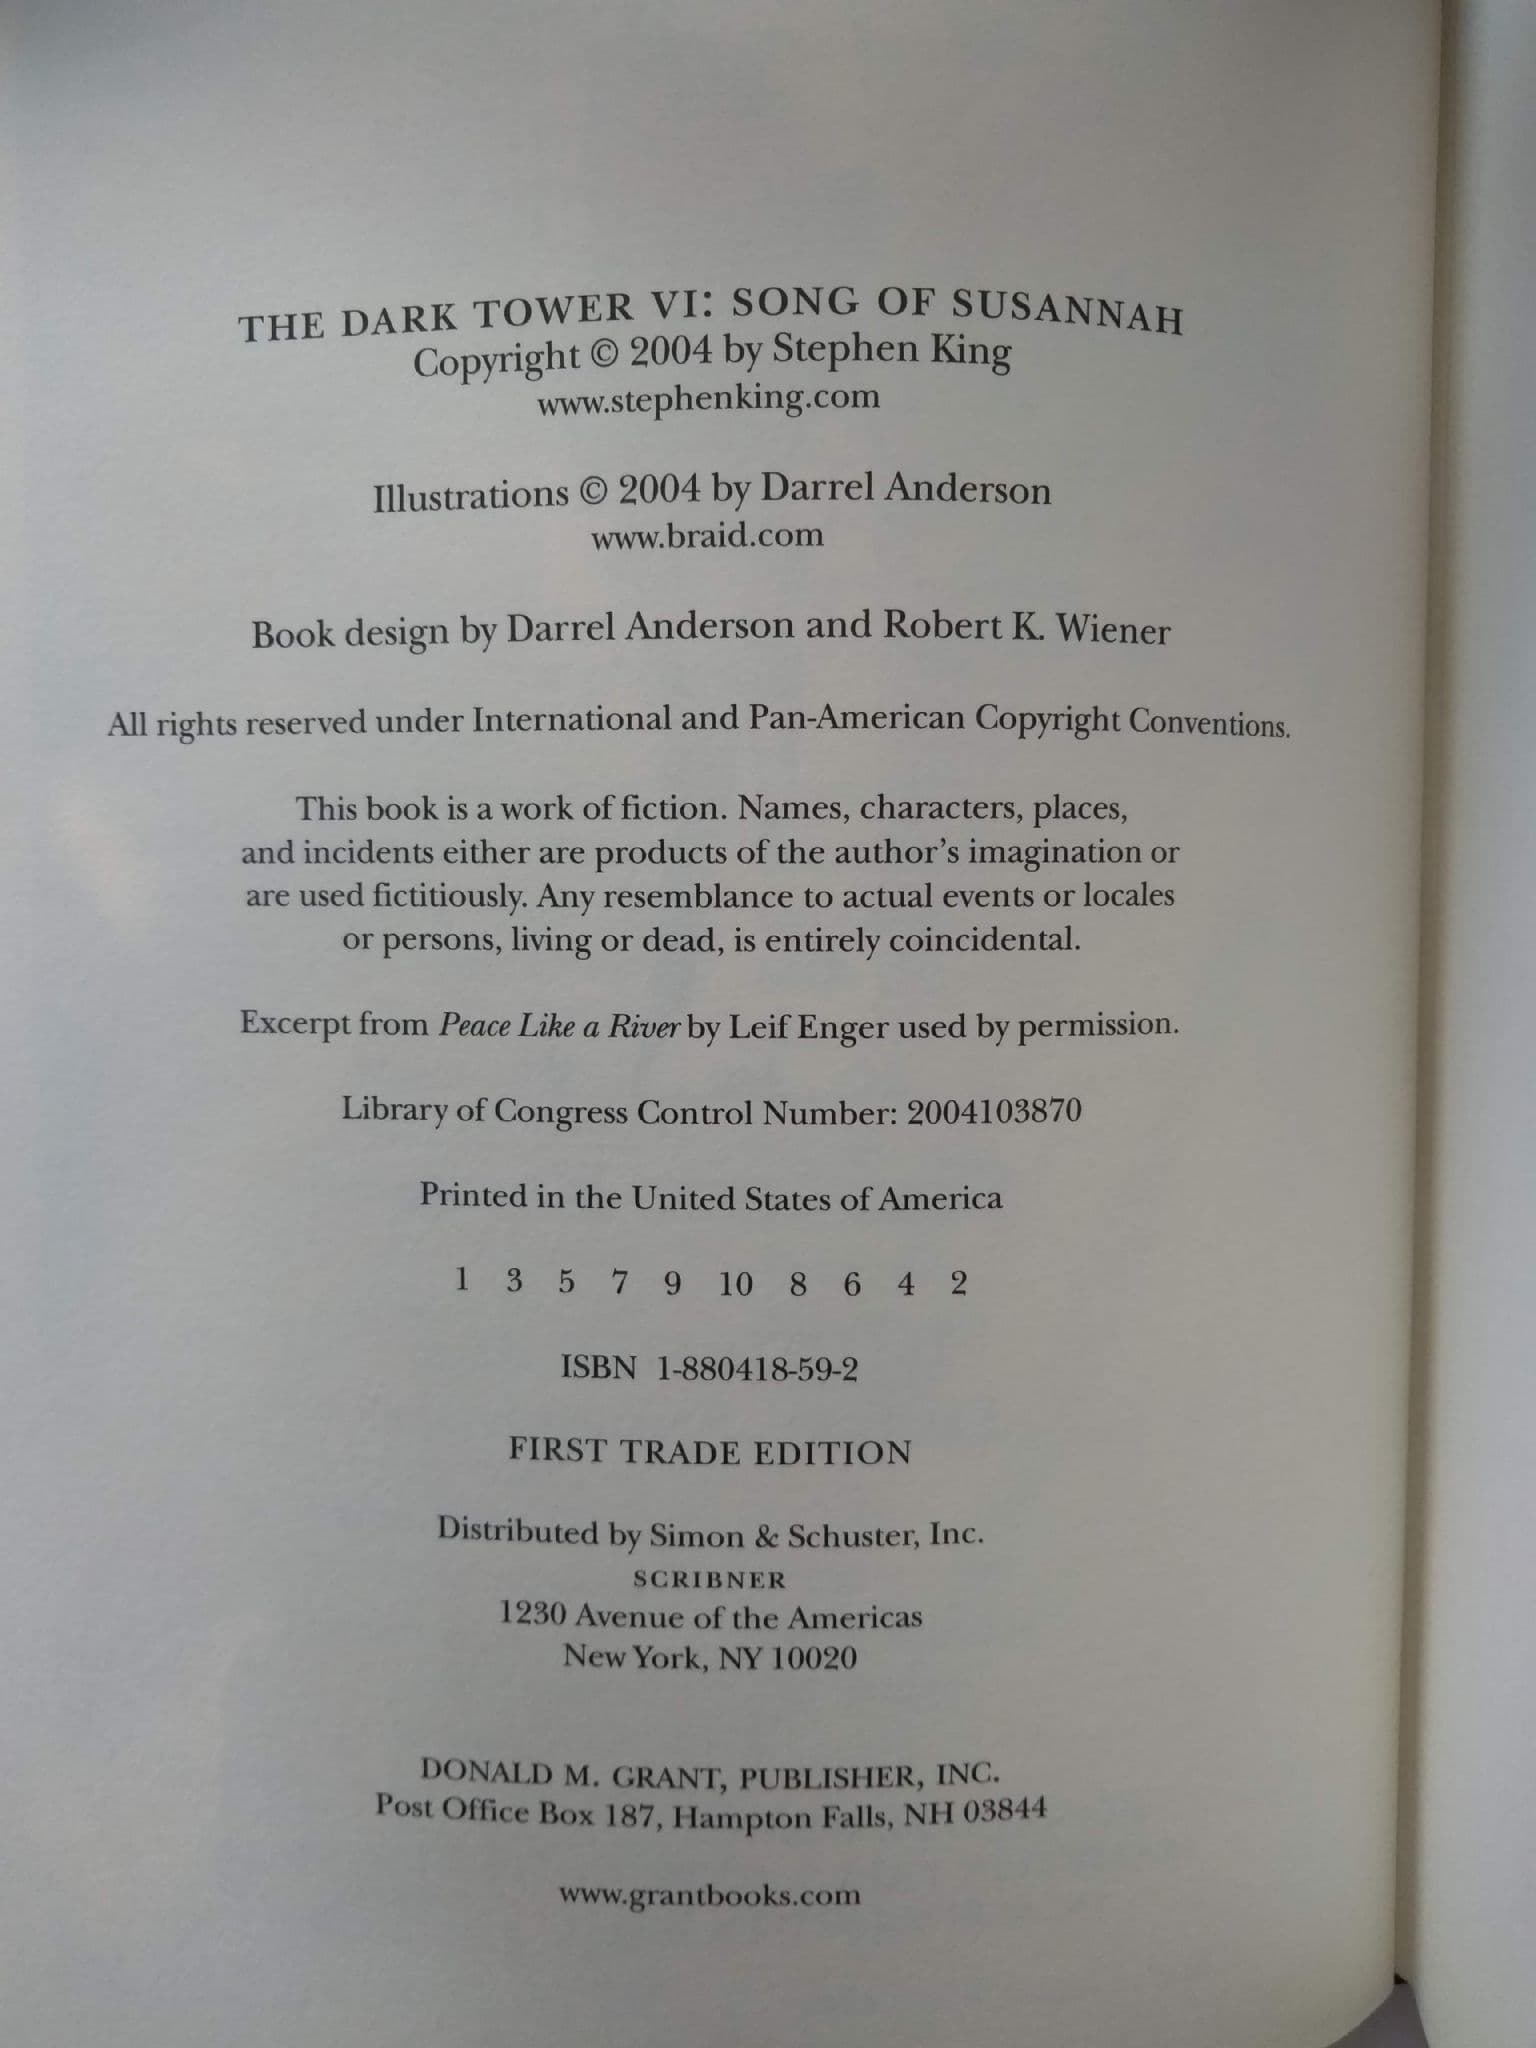 THE DARK TOWER VI: SONG OF SUSANNAH
Copyright © 2004 by Stephen King
www.stephenking.com
Illustrations © 2004 by Darrel Anderson
www.braid.com
Book design by Darrel Anderson and Robert K. Wiener
All rights reserved under International and Pan-American Copyright Conventions.
This book is a work of fiction. Names, characters, places,
and incidents either are products of the author’s imagination or
are used fictitiously. Any resemblance to actual events or locales
or persons, living or dead, is entirely coincidental.
Excerpt from Peace Like a River by Leif Enger used by permission.
Library of Congress Control Number: 2004103870
Printed in the United States of America
1 3 5 7 9 10 8 6 4 2
ISBN 1-880418-59-2
FIRST TRADE EDITION
Distributed by Simon & Schuster, Inc.
SCRIBNER
1230 Avenue of the Americas
New York, NY 10020
DONALD M. GRANT, PUBLISHER, INC.
Post Office Box 187, Hampton Falls, NH 03844
www.grantbooks.com